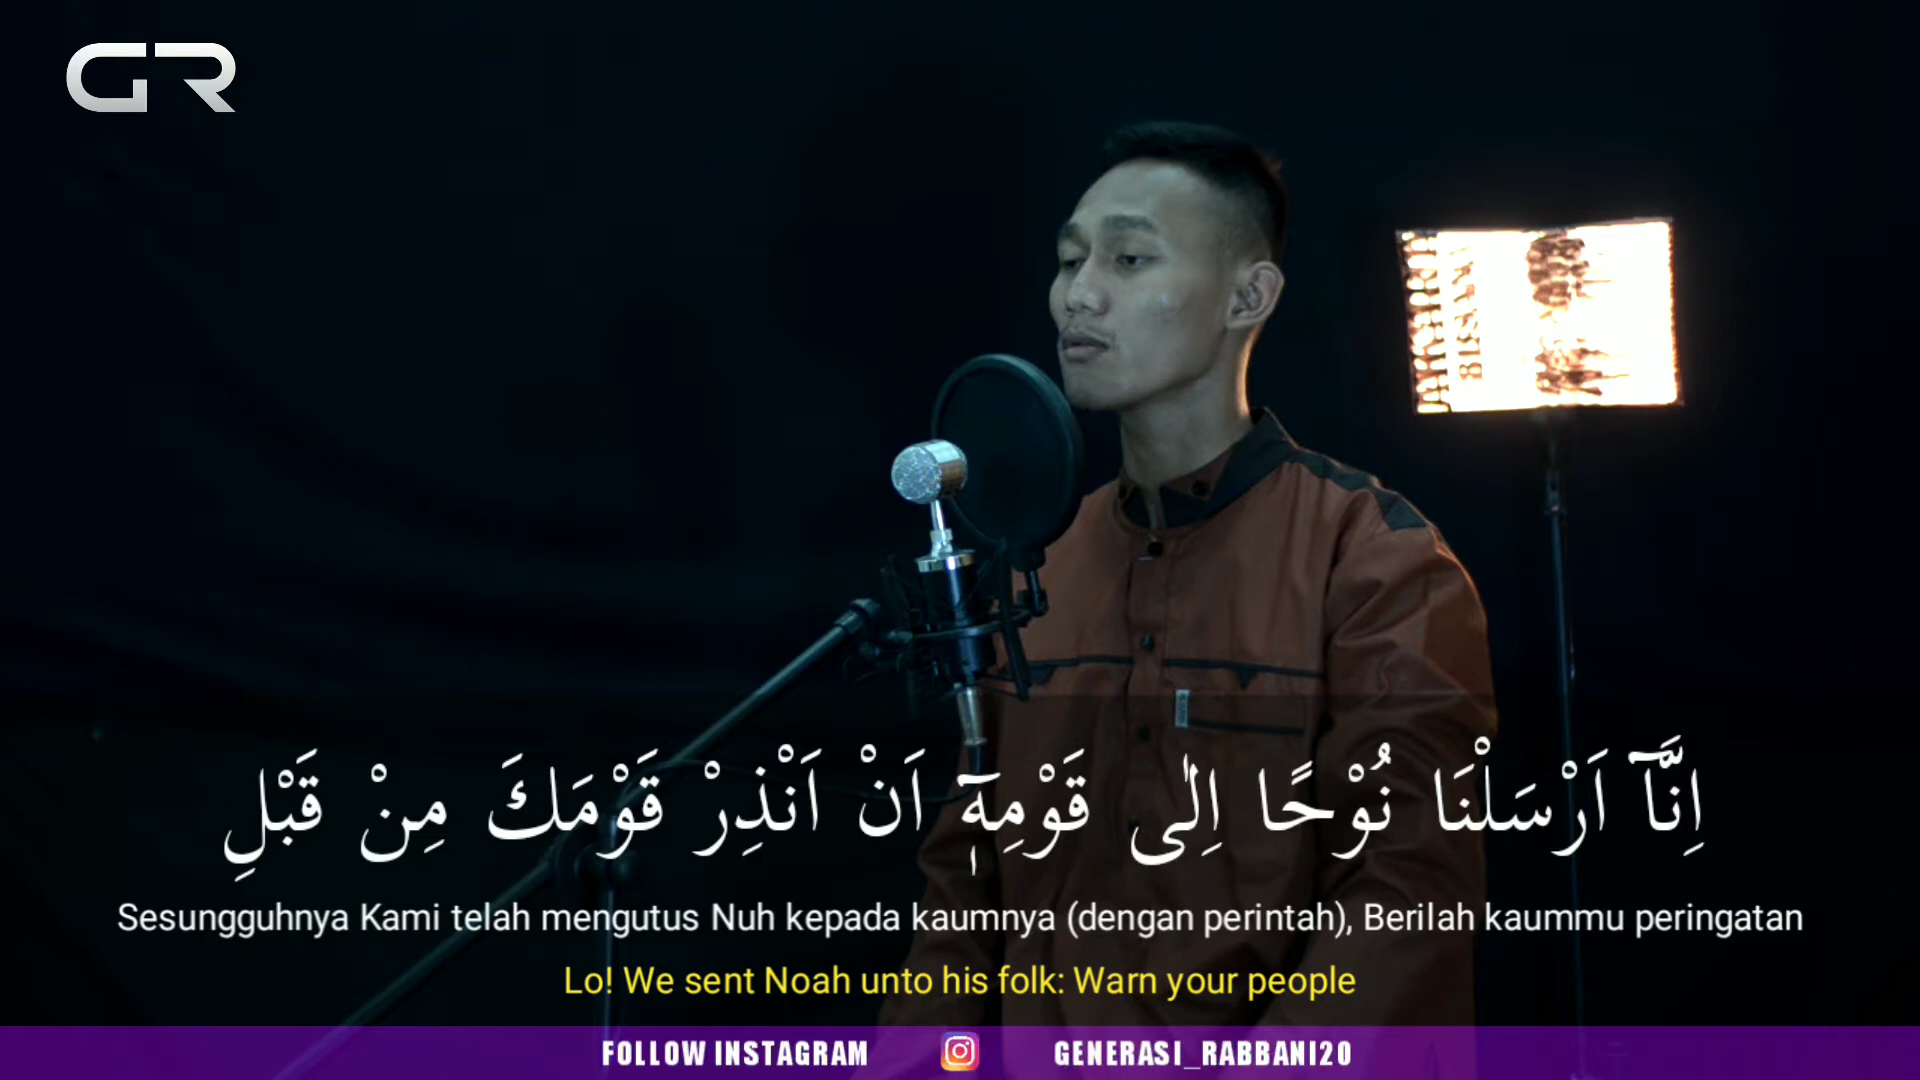 GR
اِنَّآ اَرْسَلْنَا نُوْحًا اِلٰى قَوْمِهٖٓ اَنْ اَنْذِرْ قَوْمَكَ مِنْ قَبْلِ
Sesungguhnya Kami telah mengutus Nuh kepada kaumnya (dengan perintah), Berilah kaummu peringatan
Lo! We sent Noah unto his folk: Warn your people
FOLLOW INSTAGRAM GENERASI_RABBANI20